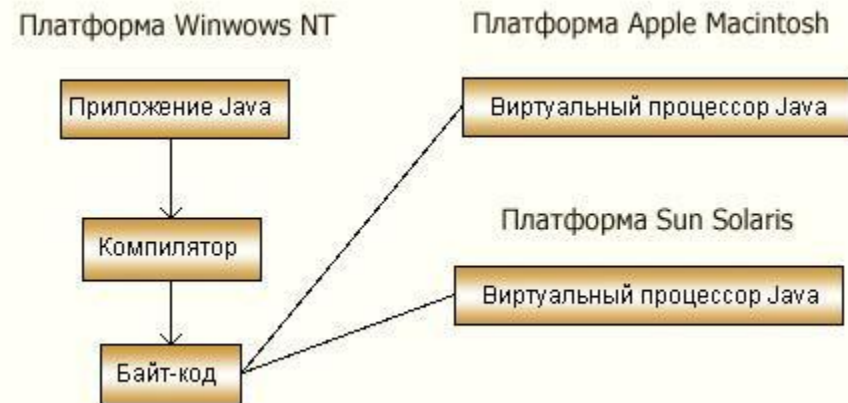 Платформа Winwows NT
Приложение Java
Компилятор
Байт-код
Платформа Apple Macintosh
Виртуальный процессор Java
Платформа Sun Solaris
Виртуальный процессор Java